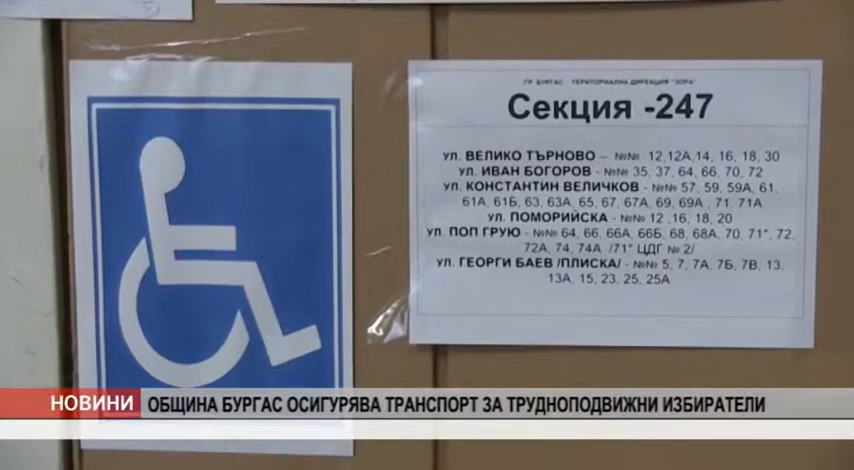 ГР. БУРГАС ТЕРИТОРИАЛНА ДИРЕКЦИЯ "ЗОРА"
Секция -247
ул. ВЕЛИКО ТЪРНОВО – №№ 12,12А,14, 16, 18, 30
ул. ИВАН БОГОРОВ - №№ 35, 37, 64, 66, 70, 72
ул. КОНСТАНТИН ВЕЛИЧКОВ - №№ 57, 59, 59А, 61,
61А, 61Б, 63, 63А, 65, 67, 67А, 69, 69А , 71, 71А
ул. ПОМОРИЙСКА - №№ 12 ,16, 18, 20
ул. ПОП ГРУЮ - №№ 64, 66, 66А, 66Б, 68, 68А, 70, 71*, 72,
72А, 74, 74А /71* ЦДГ № 2/
ул. ГЕОРГИ БАЕВ /ПЛИСКА/ - №№ 5, 7, 7А, 7Б, 7В, 13,
13А, 15, 23, 25, 25А
НОВИНИ ОБЩИНА БУРГАС ОСИГУРЯВА ТРАНСПОРТ ЗА ТРУДНОПОДВИЖНИ ИЗБИРАТЕЛИ